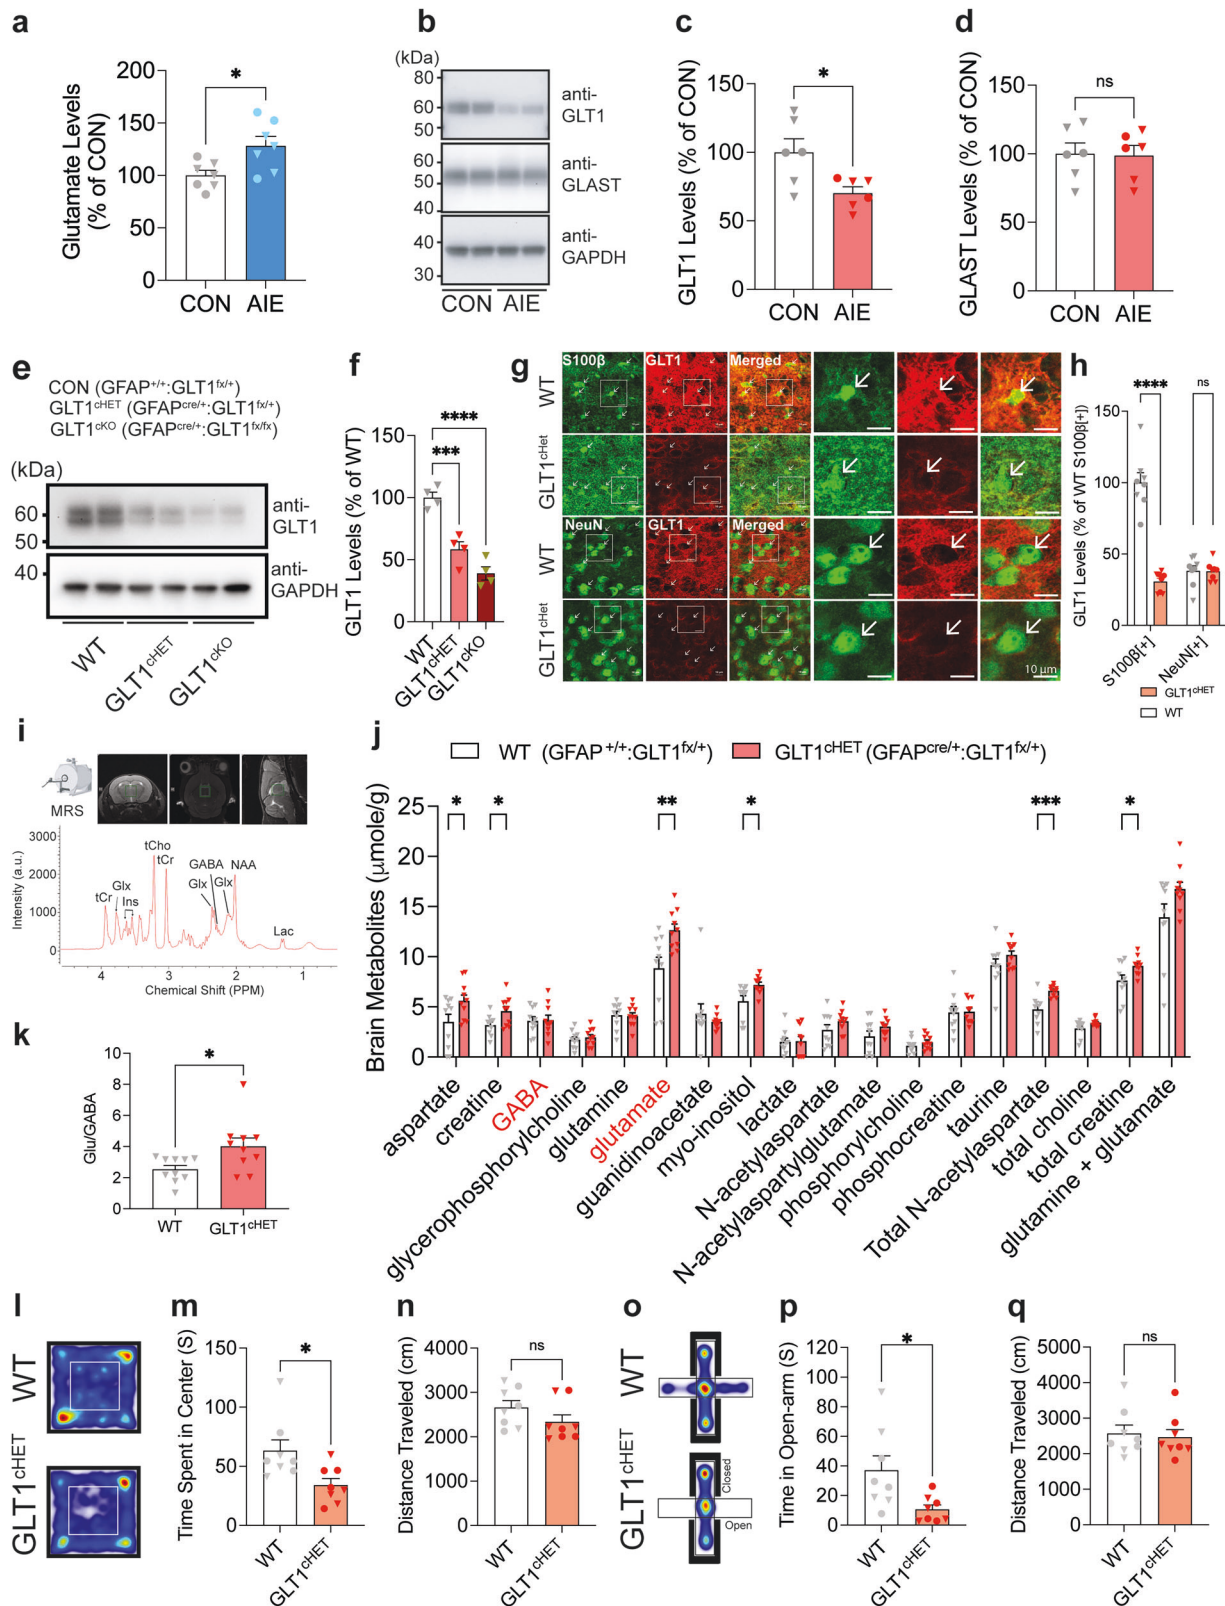 a
Glutamate Levels
(% of CON)
200
150
100
50
0
*
CON
AIE
b
(kDa)
80
60
50
anti-
GLT1
60
50
40
anti-
GLAST
40
30
anti-
GAPDH
CON
AIE
c
GLT1 Levels (% of CON)
150
100
50
0
*
CON
AIE
d
GLAST Levels (% of CON)
150
100
50
0
ns
CON
AIE
e
CON (GFAP+/+:GLT1fx/+)
GLT1cHET (GFAPcre/+:GLT1fx/+)
GLT1cKO (GFAPcre/+:GLT1fx/fx)
(kDa)
60
50
anti-
GLT1
40
anti-
GAPDH
WT
GLT1cHET
GLT1cKO
f
GLT1 Levels (% of WT)
150
100
50
0
****
***
WT
GLT1cHET
GLT1cKO
g
S100β
GLT1
Merged
WT
GLT1cHet
NeuN
GLT1
Merged
WT
GLT1cHet
10 µm
h
GLT1 Levels (% of WT S100β[+])
150
100
50
0
****
ns
S100β[+]
NeuN[+]
GLT1cHET
WT
i
MRS
Intensity (a.u.)
3000
2000
1000
0
tCr
Glx
Ins
tCho
tCr
Glx
GABA
Glx
NAA
Lac
4
3
2
1
Chemical Shift (PPM)
j
WT (GFAP+/+:GLT1fx/+)
GLT1cHET (GFAPcre/+:GLT1fx/+)
Brain Metabolites (µmole/g)
25
20
15
10
5
0
*
*
**
*
***
*
aspartate
creatine
GABA
glycerophosphorylcholine
glutamine
glutamate
guanidinoacetate
myo-inositol
lactate
N-acetylaspartate
N-acetylaspartylglutamate
phosphorylcholine
phosphocreatine
taurine
Total N-acetylaspartate
total choline
total creatine
glutamine + glutamate
k
Glu/GABA
10
8
6
4
2
0
*
WT
GLT1cHET
l
WT
GLT1cHET
m
Time Spent in Center (S)
150
100
50
0
*
WT
GLT1cHET
n
Distance Traveled (cm)
4000
3000
2000
1000
0
ns
WT
GLT1cHET
o
WT
GLT1cHET
Closed
Open
p
Time in Open-arm (S)
120
100
80
60
40
20
0
*
WT
GLT1cHET
q
Distance Traveled (cm)
5000
4000
3000
2000
1000
0
ns
WT
GLT1cHET